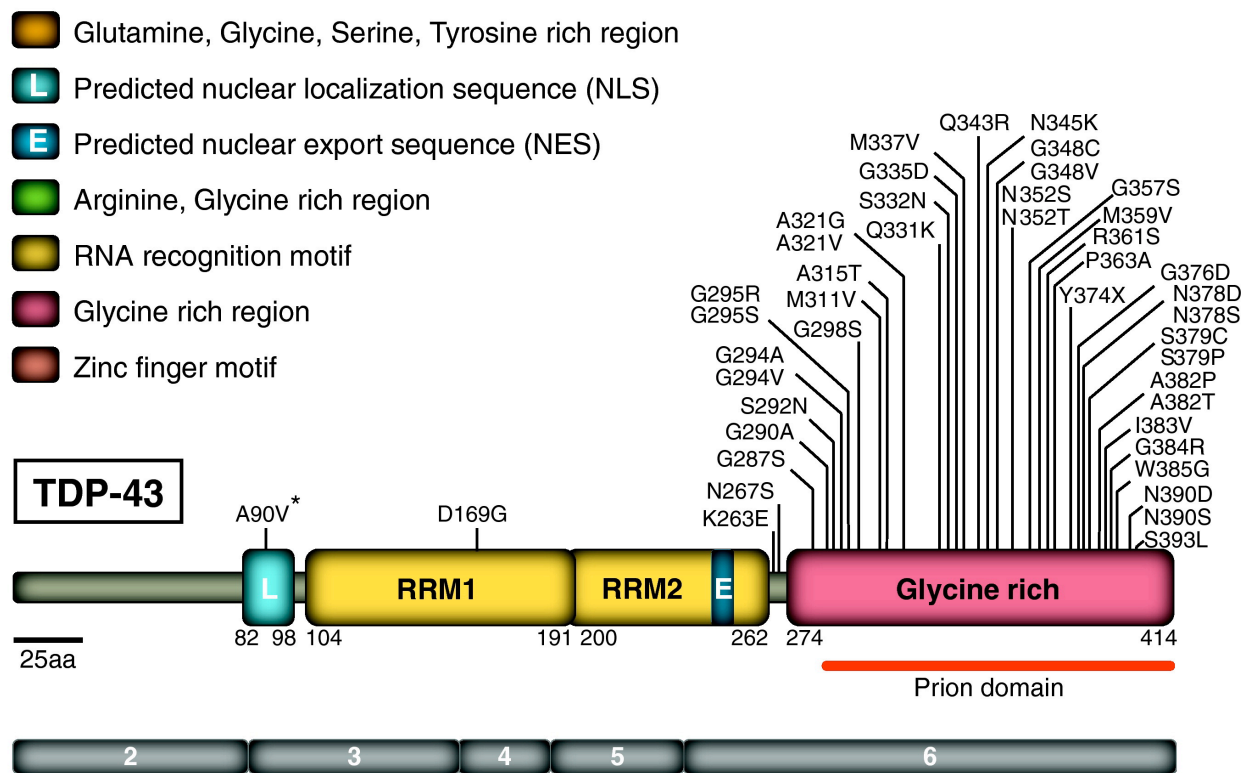 Glutamine, Glycine, Serine, Tyrosine rich region
L Predicted nuclear localization sequence (NLS)
E Predicted nuclear export sequence (NES)
Arginine, Glycine rich region
RNA recognition motif
Glycine rich region
Zinc finger motif
TDP-43
A90V*
D169G
K263E
N267S
G287S
G290A
S292N
G294A
G294V
G295R
G295S
G298S
M311V
A315T
A321G
A321V
Q331K
S332N
G335D
M337V
Q343R
N345K
G348C
G348V
N352S
N352T
G357S
M359V
R361S
P363A
Y374X
G376D
N378D
N378S
S379C
S379P
A382P
A382T
I383V
G384R
W385G
N390D
N390S
S393L
L RRM1 RRM2 E Glycine rich
82 98 104 191 200 262 274 414
25aa
Prion domain
2 3 4 5 6